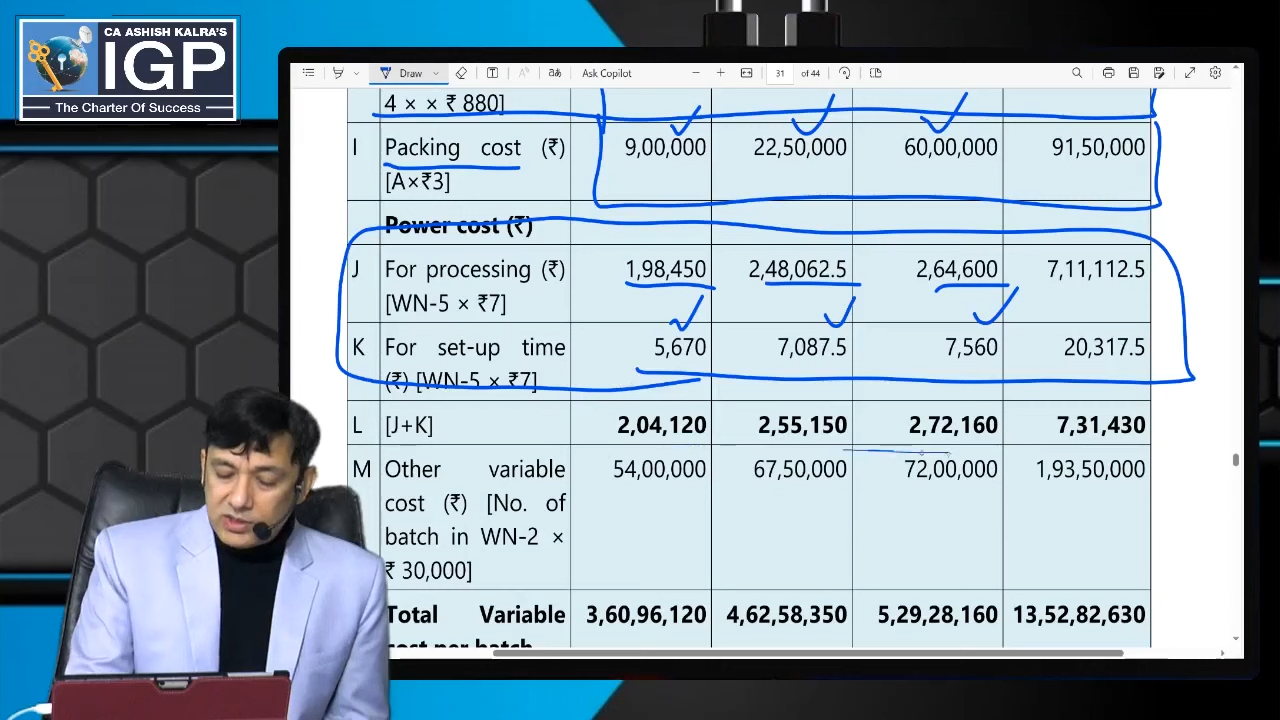 CA ASHISH KALRA'S
IGP
The Charter Of Success
Draw
Ask Copilot
31 of 44
4 × × ₹ 880]
I Packing cost (₹) 9,00,000 22,50,000 60,00,000 91,50,000
[A×₹3]
Power cost (₹)
J For processing (₹) 1,98,450 2,48,062.5 2,64,600 7,11,112.5
[WN-5 × ₹7]
K For set-up time 5,670 7,087.5 7,560 20,317.5
(₹) [WN-5 × ₹7]
L [J+K] 2,04,120 2,55,150 2,72,160 7,31,430
M Other variable 54,00,000 67,50,000 72,00,000 1,93,50,000
cost (₹) [No. of
batch in WN-2 ×
₹ 30,000]
Total Variable 3,60,96,120 4,62,58,350 5,29,28,160 13,52,82,630
cost per batch